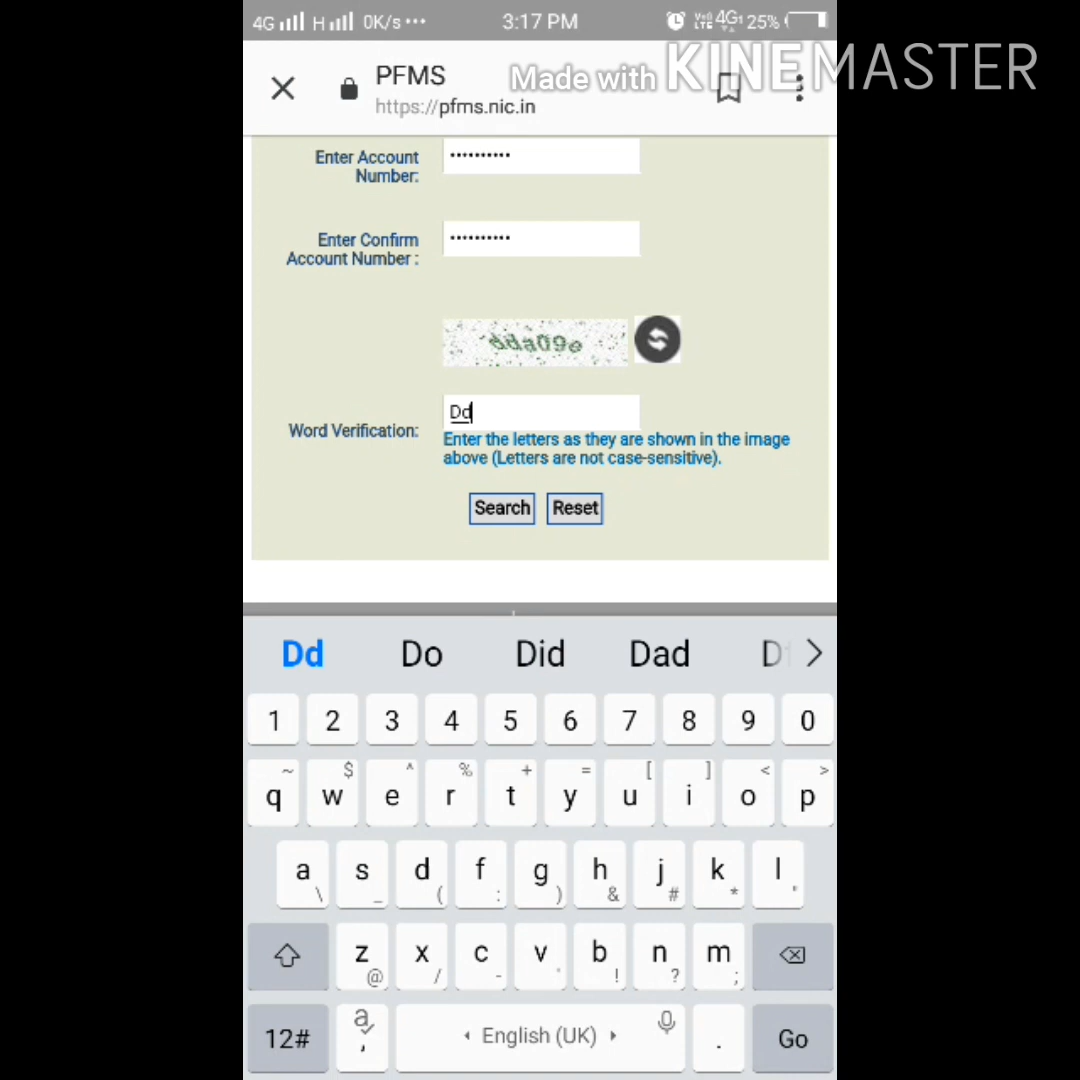 4G H 0K/s ••• 3:17 PM VoD LTE 4G 25%
Made with KINEMASTER
PFMS
https://pfms.nic.in
Enter Account
Number:
••••••••••
Enter Confirm
Account Number :
••••••••••
dda09e
Dd
Word Verification:
Enter the letters as they are shown in the image
above (Letters are not case-sensitive).
Search Reset
Dd Do Did Dad
1 2 3 4 5 6 7 8 9 0
~ $ ^ % + = [ ] < >
q w e r t y u i o p
a s d f g h j k l
\ _ ( : ) & # * "
z x c v b n m
@ / - ' ! ? ;
12# a , English (UK) . Go